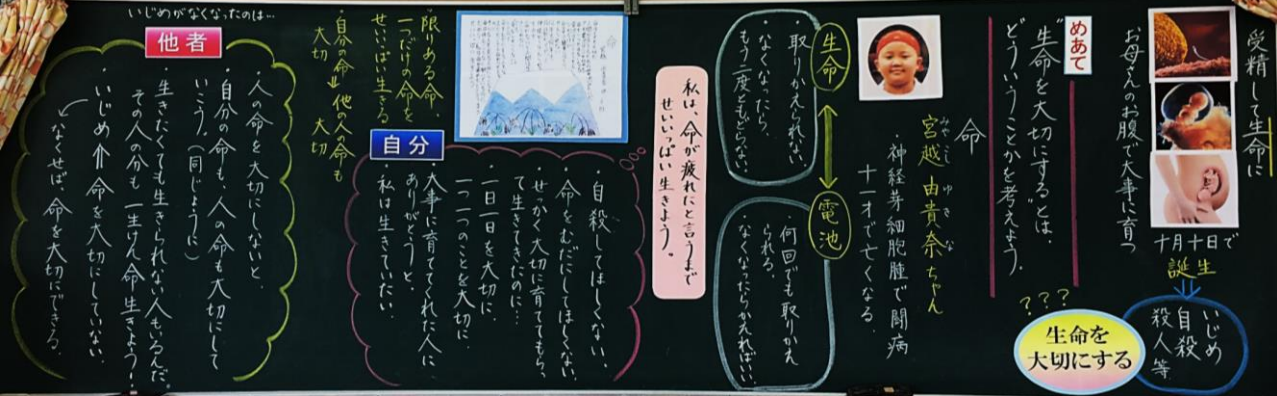 受精して生命に
お母さんのお腹で大事に育つ
十月十日で
誕生
いじめ
自殺
殺人等
???
生命を
大切にする
めあて
"生命を大切にする"とは、
どういうことかを考えよう。
命
宮越由貴奈ちゃん
みやこし ゆきな
・神経芽細胞腫で闘病
十一才で亡くなる。
生命
・取りかえられない。
・なくなったら、
もう二度ともどらない。
電池
・何回でも取りかえ
られる。
・なくなったらかえればいい。
私は、命が疲れたと言うまで
せいいっぱい生きよう。
自分
・自殺してほしくない。
・命をむだにしてほしくない。
・せっかく大切に育ててもらっ
て生きてきたのに…
・一日一日を大切に。
一つ一つのことを大切に
・大事に育ててくれた人に
ありがとうと、
・私は生きていたい。
・限りある命、
一つだけの命を
せいいっぱい生きる
・自分の命⇒他の人の命も
大切 大切
いじめがなくなったのは…
他者
・人の命を大切にしないと。
・自分の命も、人の命も大切にして
いこう。(同じように)
・生きたくても生きられない人もいるんだ。
その人の分も一生けん命生きよう!
・いじめ⇒命を大切にしていない。
なくせば、命を大切にできる。